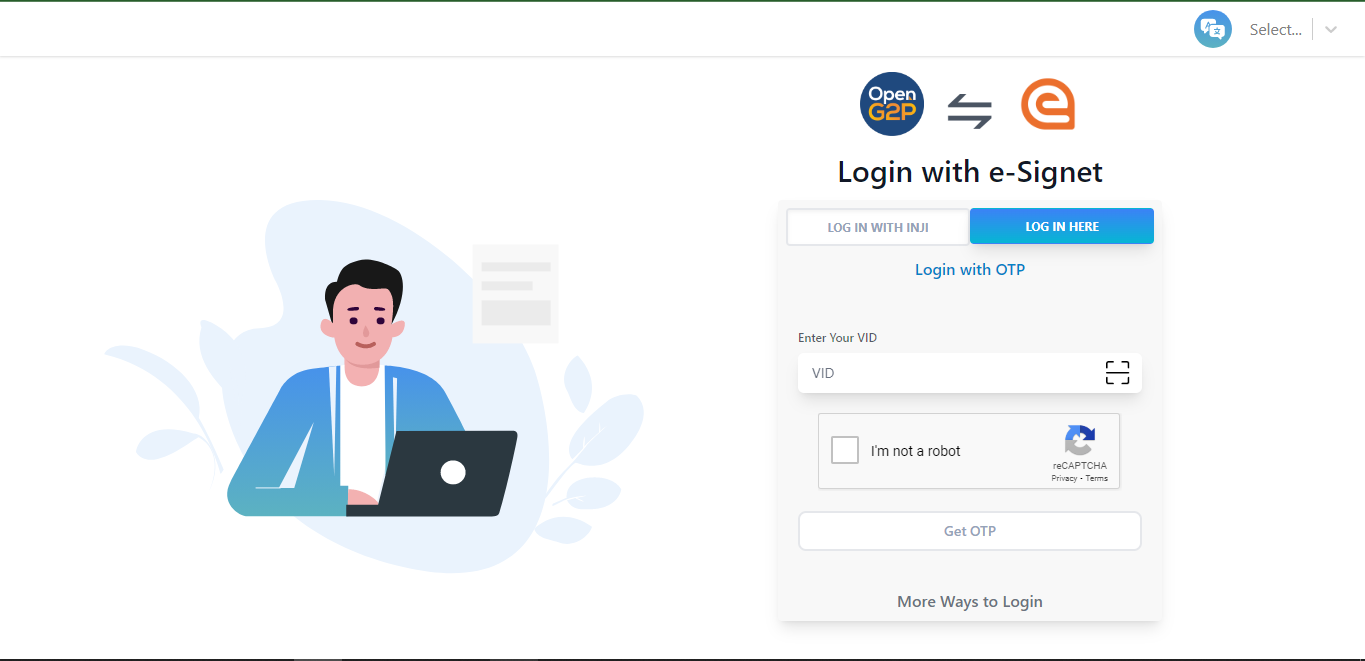 Select...
Open
G2P
Login with e-Signet
LOG IN WITH INJI
LOG IN HERE
Login with OTP
Enter Your VID
VID
I'm not a robot
reCAPTCHA
Privacy - Terms
Get OTP
More Ways to Login